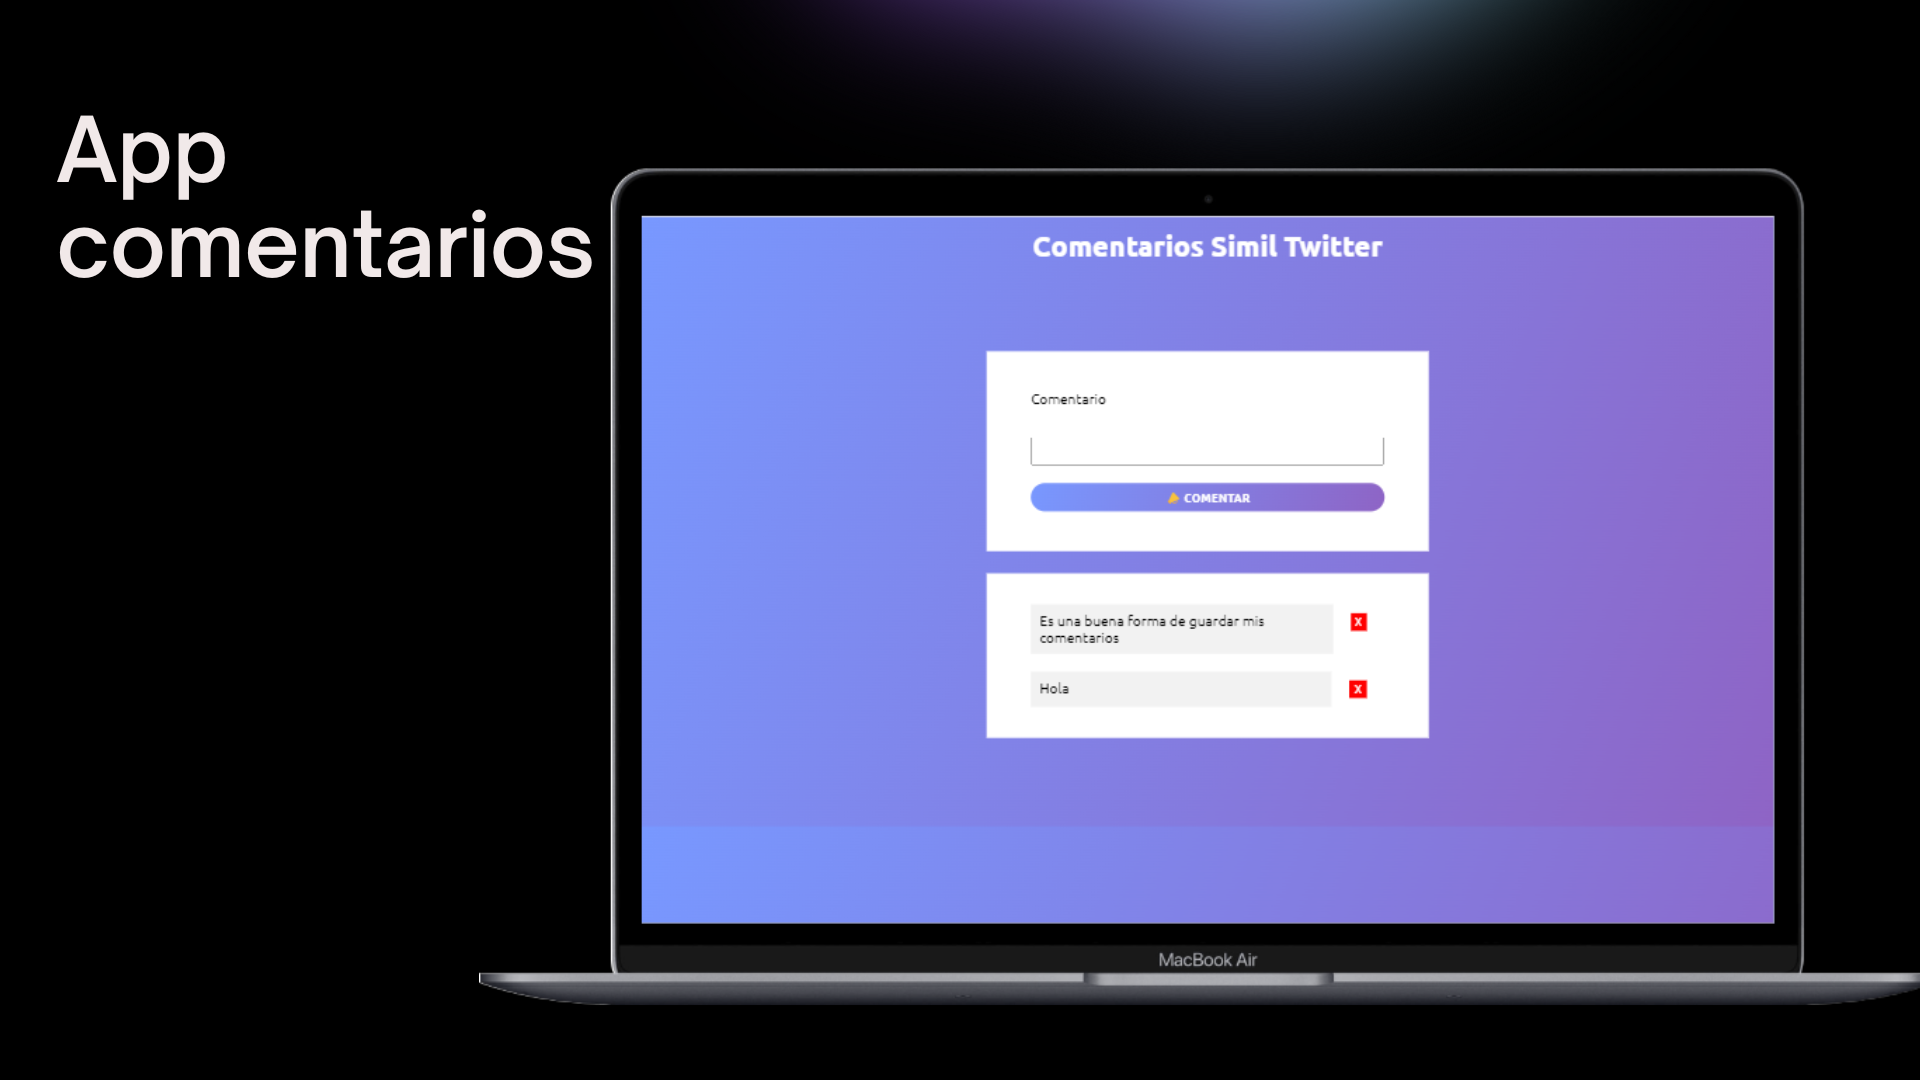 App
comentarios
Comentarios Simil Twitter
Comentario
COMENTAR
Es una buena forma de guardar mis
comentarios
X
Hola
X
MacBook Air